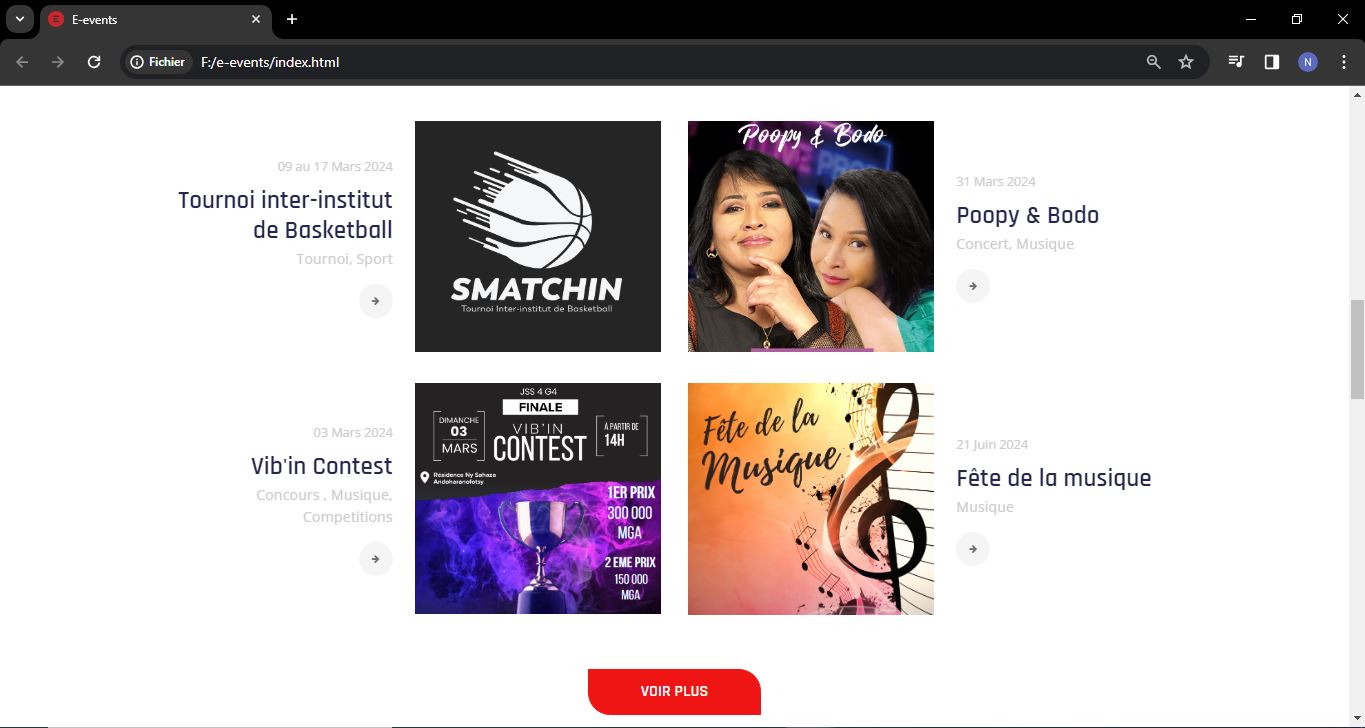 E-events
Fichier
F:/e-events/index.html
N
09 au 17 Mars 2024
Tournoi inter-institut
de Basketball
Tournoi, Sport
SMATCHIN
Tournoi Inter-institut de Basketball
Poopy & Bodo
31 Mars 2024
Poopy & Bodo
Concert, Musique
03 Mars 2024
Vib'in Contest
Concours , Musique,
Competitions
JSS 4 G4
FINALE
DIMANCHE
03
MARS
VIB'IN
CONTEST
À PARTIR DE
14H
Résidence Ny Sahaza
Andoharanofotsy
1ER PRIX
300 000
MGA
2 EME PRIX
150 000
MGA
Fête de la
Musique
21 Juin 2024
Fête de la musique
Musique
VOIR PLUS